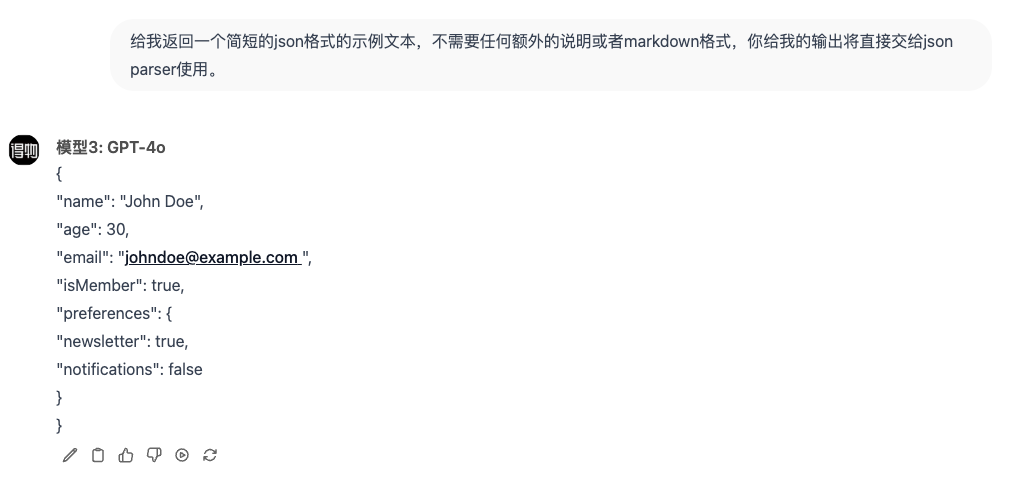 给我返回一个简短的json格式的示例文本，不需要任何额外的说明或者markdown格式，你给我的输出将直接交给json
parser使用。
得物
模型3: GPT-4o
{
"name": "John Doe",
"age": 30,
"email": "johndoe@example.com ",
"isMember": true,
"preferences": {
"newsletter": true,
"notifications": false
}
}